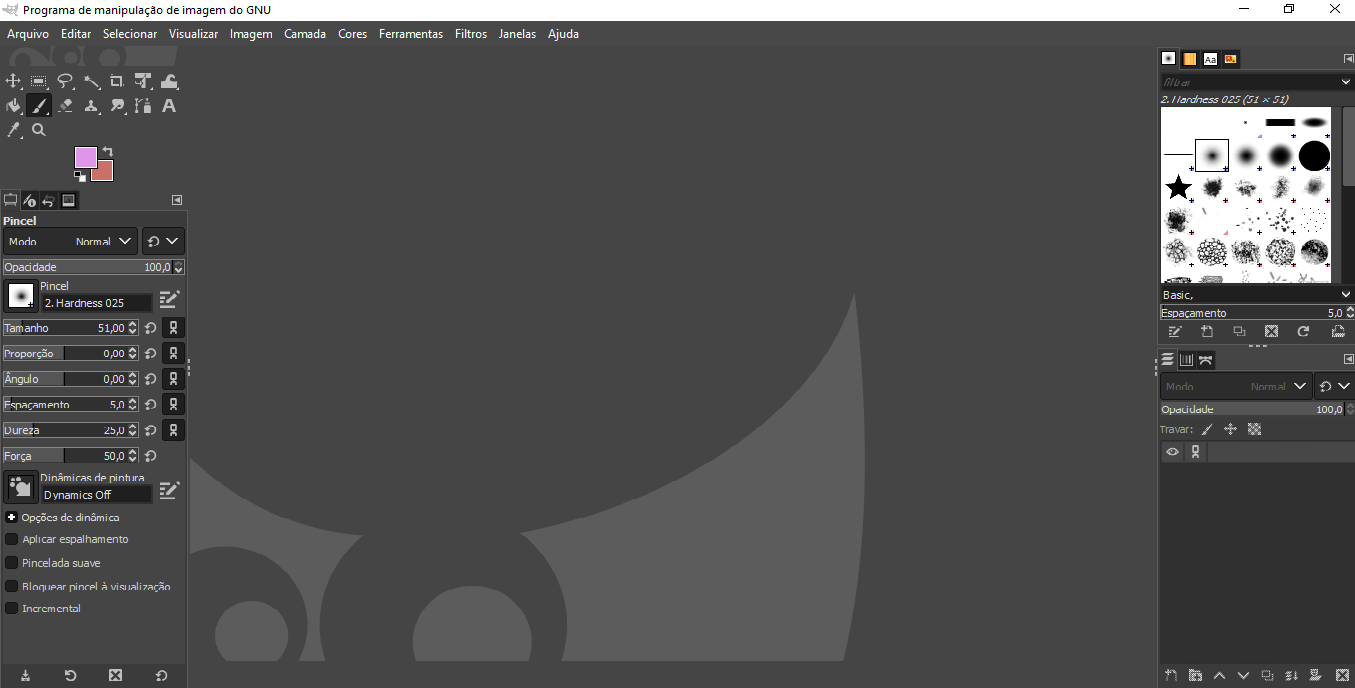 Programa de manipulação de imagem do GNU
Arquivo Editar Selecionar Visualizar Imagem Camada Cores Ferramentas Filtros Janelas Ajuda
Pincel
Modo Normal
Opacidade 100,0
Pincel
2. Hardness 025
Tamanho 51,00
Proporção 0,00
Ângulo 0,00
Espaçamento 5,0
Dureza 25,0
Força 50,0
Dinâmicas de pintura
Dynamics Off
Opções de dinâmica
Aplicar espalhamento
Pincelada suave
Bloquear pincel à visualização
Incremental
Aa
filtrar
2. Hardness 025 (51 × 51)
Basic,
Espaçamento 5,0
Modo Normal
Opacidade 100,0
Travar: